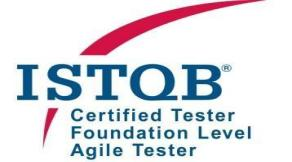 ISTQB®
Certified Tester
Foundation Level
Agile Tester